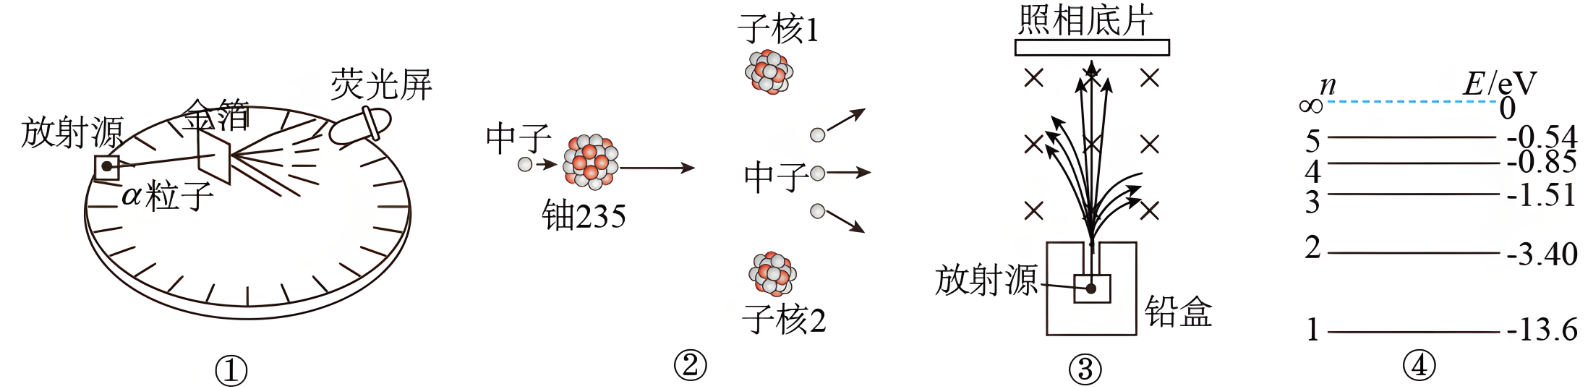 放射源
金箔
荧光屏
α粒子
①
中子
铀235
子核1
中子
子核2
②
照相底片
放射源
铅盒
③
n E/eV
∞ 0
5 -0.54
4 -0.85
3 -1.51
2 -3.40
1 -13.6
④